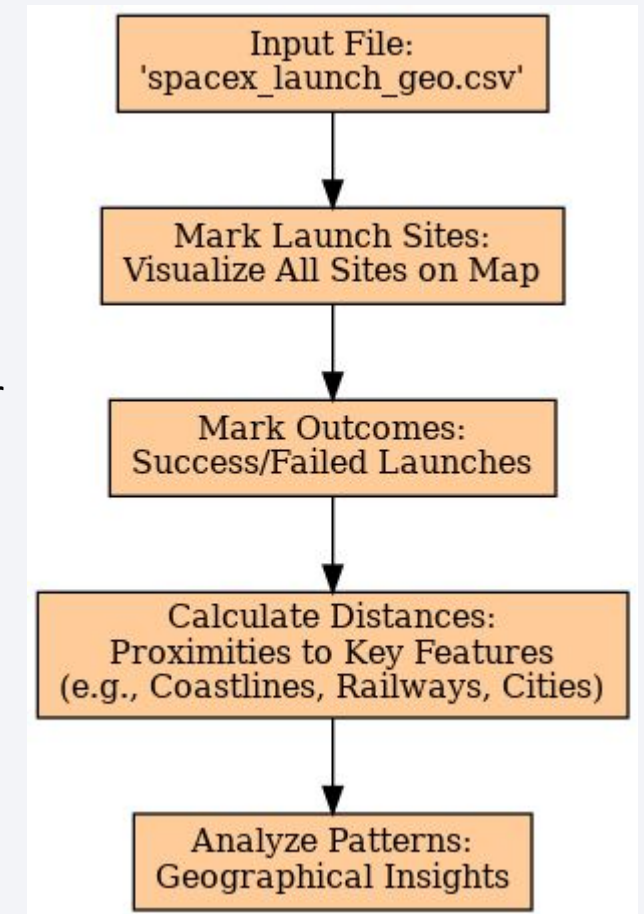 Input File:
'spacex_launch_geo.csv'
Mark Launch Sites:
Visualize All Sites on Map
Mark Outcomes:
Success/Failed Launches
Calculate Distances:
Proximities to Key Features
(e.g., Coastlines, Railways, Cities)
Analyze Patterns:
Geographical Insights